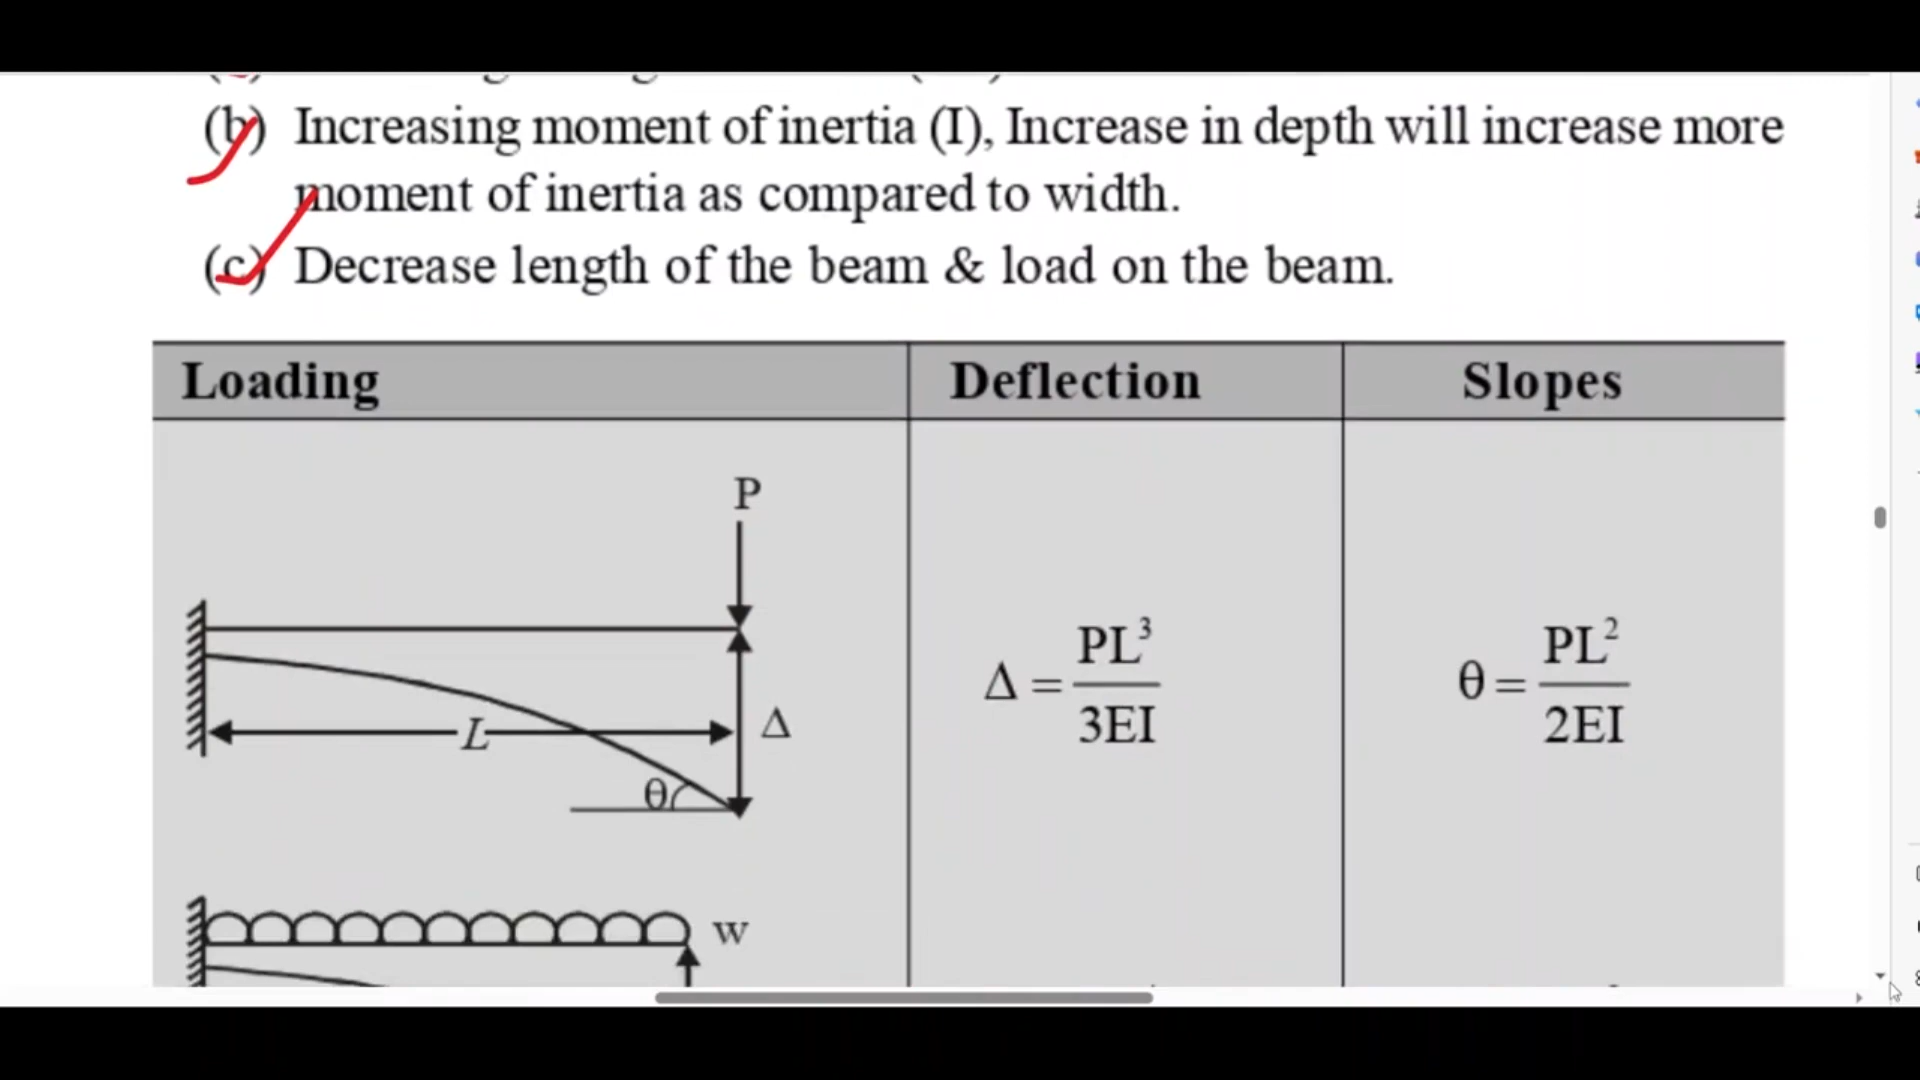 (b) Increasing moment of inertia (I), Increase in depth will increase more
moment of inertia as compared to width.
(c) Decrease length of the beam & load on the beam.
Loading Deflection Slopes
P
L
Δ
θ
Δ = PL³/3EI
θ = PL²/2EI
w